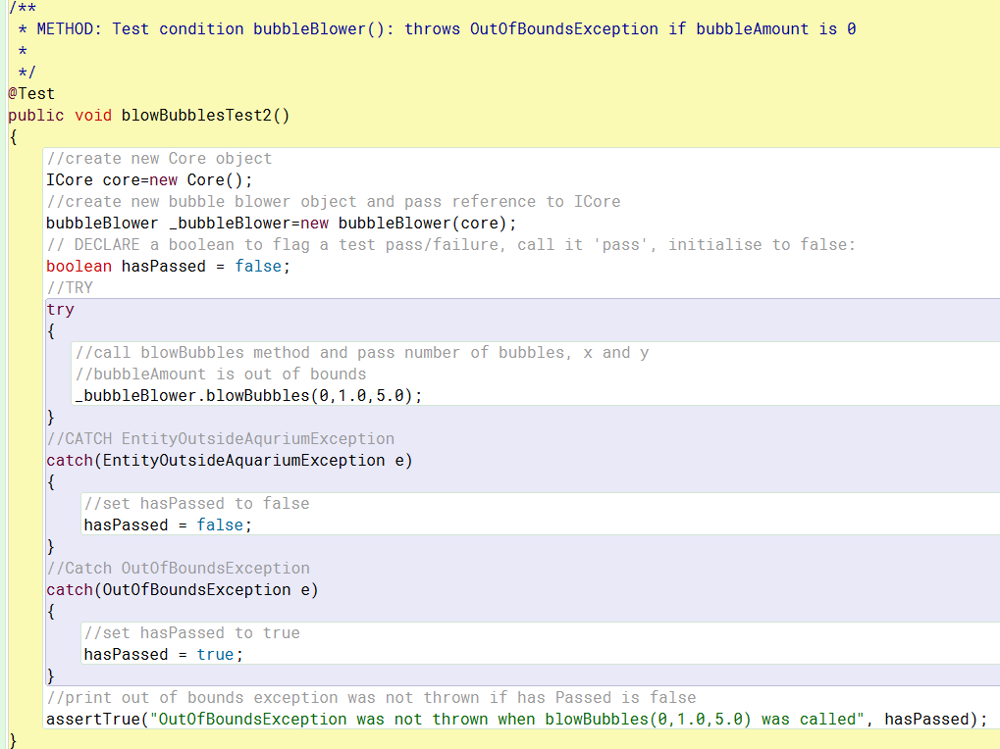 /**
 * METHOD: Test condition bubbleBlower(): throws OutOfBoundsException if bubbleAmount is 0
 *
 */
@Test
public void blowBubblesTest2()
{
//create new Core object
ICore core=new Core();
//create new bubble blower object and pass reference to ICore
bubbleBlower _bubbleBlower=new bubbleBlower(core);
// DECLARE a boolean to flag a test pass/failure, call it 'pass', initialise to false:
boolean hasPassed = false;
//TRY
try
{
//call blowBubbles method and pass number of bubbles, x and y
//bubbleAmount is out of bounds
_bubbleBlower.blowBubbles(0,1.0,5.0);
}
//CATCH EntityOutsideAquriumException
catch(EntityOutsideAquariumException e)
{
//set hasPassed to false
hasPassed = false;
}
//Catch OutOfBoundsException
catch(OutOfBoundsException e)
{
//set hasPassed to true
hasPassed = true;
}
//print out of bounds exception was not thrown if has Passed is false
assertTrue("OutOfBoundsException was not thrown when blowBubbles(0,1.0,5.0) was called", hasPassed);
}